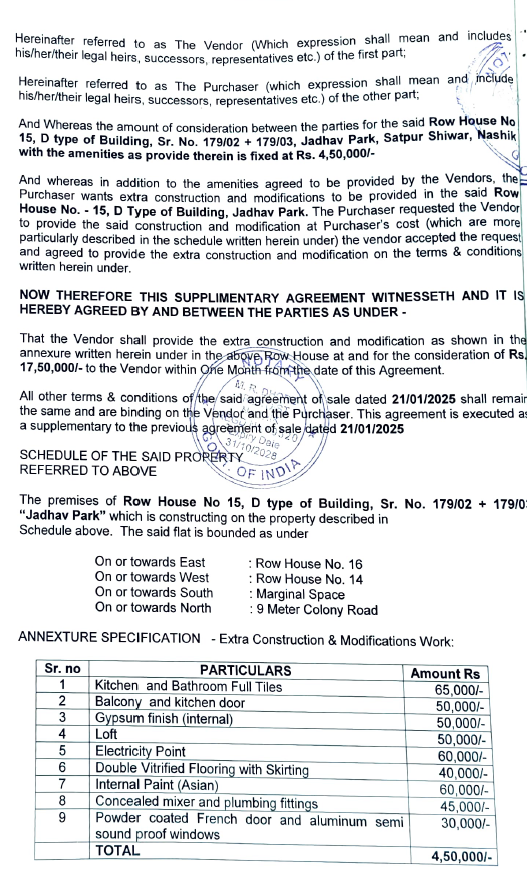 Hereinafter referred to as The Vendor (Which expression shall mean and includes
his/her/their legal heirs, successors, representatives etc.) of the first part;
Hereinafter referred to as The Purchaser (which expression shall mean and include
his/her/their legal heirs, successors, representatives etc.) of the other part;
And Whereas the amount of consideration between the parties for the said Row House No
15, D type of Building, Sr. No. 179/02 + 179/03, Jadhav Park, Satpur Shiwar, Nashik
with the amenities as provide therein is fixed at Rs. 4,50,000/-
And whereas in addition to the amenities agreed to be provided by the Vendors, the
Purchaser wants extra construction and modifications to be provided in the said Row
House No. - 15, D Type of Building, Jadhav Park. The Purchaser requested the Vendor
to provide the said construction and modification at Purchaser's cost (which are more
particularly described in the schedule written herein under) the vendor accepted the request
and agreed to provide the extra construction and modification on the terms & conditions
written herein under.
NOW THEREFORE THIS SUPPLIMENTARY AGREEMENT WITNESSETH AND IT IS
HEREBY AGREED BY AND BETWEEN THE PARTIES AS UNDER -
That the Vendor shall provide the extra construction and modification as shown in the
annexure written herein under in the above Row House at and for the consideration of Rs.
17,50,000/- to the Vendor within One Month from the date of this Agreement.
All other terms & conditions of the said agreement of sale dated 21/01/2025 shall remain
the same and are binding on the Vendor and the Purchaser. This agreement is executed as
a supplementary to the previous agreement of sale dated 21/01/2025
NOTARY
Expiry Date
31/10/2028
GOVT. OF INDIA
SCHEDULE OF THE SAID PROPERTY
REFERRED TO ABOVE
The premises of Row House No 15, D type of Building, Sr. No. 179/02 + 179/03
"Jadhav Park" which is constructing on the property described in
Schedule above. The said flat is bounded as under
On or towards East : Row House No. 16
On or towards West : Row House No. 14
On or towards South : Marginal Space
On or towards North : 9 Meter Colony Road
ANNEXTURE SPECIFICATION - Extra Construction & Modifications Work:
Sr. no PARTICULARS Amount Rs
1 Kitchen and Bathroom Full Tiles 65,000/-
2 Balcony and kitchen door 50,000/-
3 Gypsum finish (internal) 50,000/-
4 Loft 50,000/-
5 Electricity Point 60,000/-
6 Double Vitrified Flooring with Skirting 40,000/-
7 Internal Paint (Asian) 60,000/-
8 Concealed mixer and plumbing fittings 45,000/-
9 Powder coated French door and aluminum semi 30,000/-
sound proof windows
TOTAL 4,50,000/-